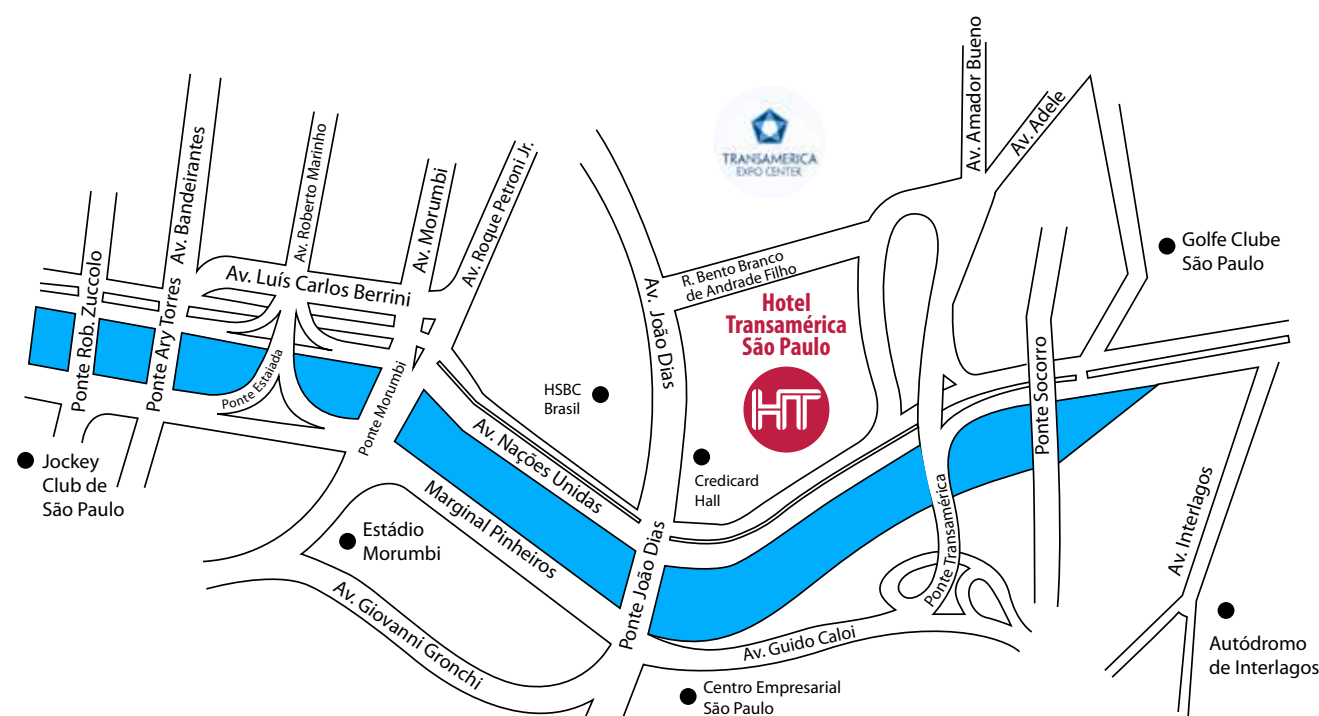 Av. Amador Bueno
Av. Adele
TRANSAMERICA
EXPO CENTER
Av. Bandeirantes
Av. Roberto Marinho
Av. Morumbi
Av. Roque Petroni Jr.
Golfe Clube
São Paulo
Av. Luís Carlos Berrini
Av. João Dias
R. Bento Branco
de Andrade Filho
Hotel
Transamérica
São Paulo
HT
Ponte Rob. Zuccolo
Ponte Ary Torres
Ponte Estaiada
Ponte Morumbi
HSBC
Brasil
Ponte Socorro
Jockey
Club de
São Paulo
Av. Nações Unidas
Credicard
Hall
Marginal Pinheiros
Ponte Transamérica
Av. Interlagos
Estádio
Morumbi
Ponte João Dias
Av. Giovanni Gronchi
Av. Guido Caloi
Autódromo
de Interlagos
Centro Empresarial
São Paulo